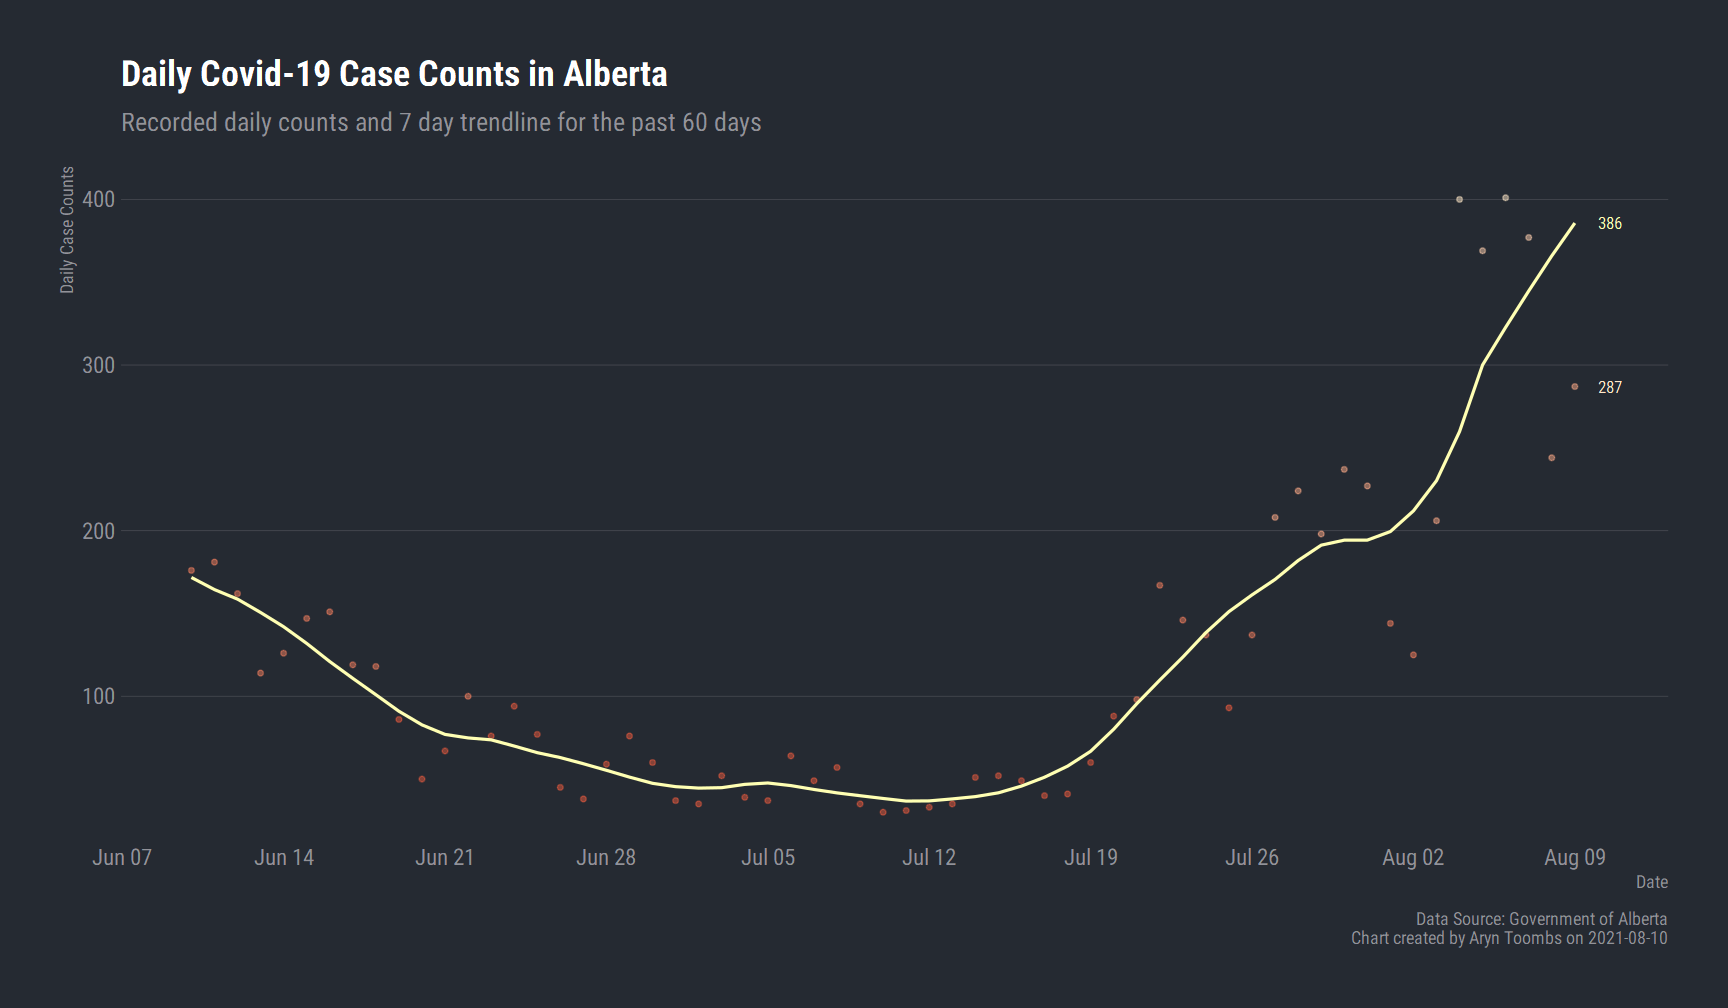 Daily Covid-19 Case Counts in Alberta
Recorded daily counts and 7 day trendline for the past 60 days
Daily Case Counts
400
300
200
100
386
287
Jun 07
Jun 14
Jun 21
Jun 28
Jul 05
Jul 12
Jul 19
Jul 26
Aug 02
Aug 09
Date
Data Source: Government of Alberta
Chart created by Aryn Toombs on 2021-08-10